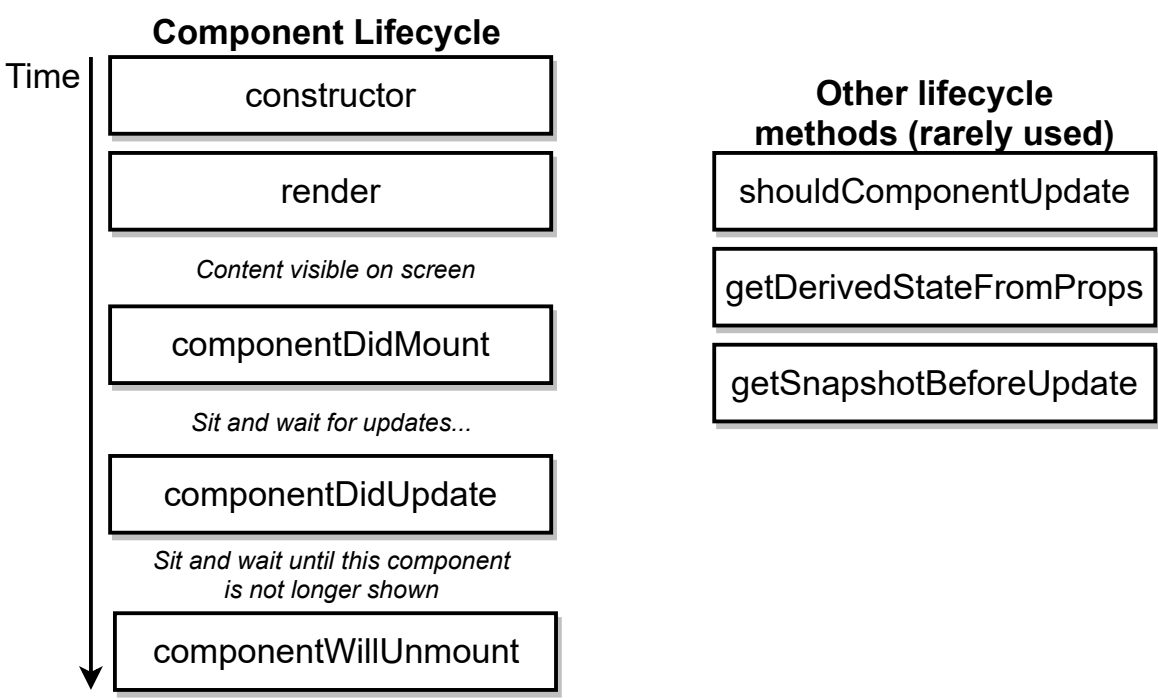 Component Lifecycle
Time
constructor
render
Content visible on screen
componentDidMount
Sit and wait for updates...
componentDidUpdate
Sit and wait until this component
is not longer shown
componentWillUnmount
Other lifecycle
methods (rarely used)
shouldComponentUpdate
getDerivedStateFromProps
getSnapshotBeforeUpdate